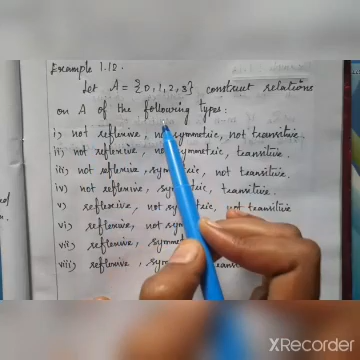 Example 1.12
Let A = {0, 1, 2, 3} construct relations
on A of the following types:
i) not reflexive, not symmetric, not transitive
ii) not reflexive, not symmetric, transitive.
iii) not reflexive, symmetric, not transitive.
iv) not reflexive, symmetric, transitive.
v) reflexive, not symmetric, not transitive
vi) reflexive, not
vii) reflexive, symmetric
viii) reflexive, symm
XRecorder